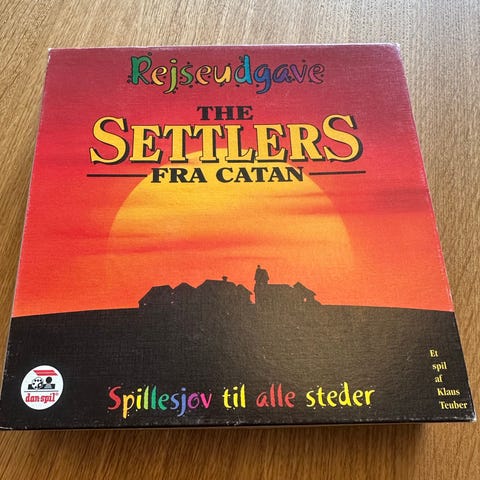 Rejseudgave
THE
SETTLERS
FRA CATAN
Et
spil
af
Klaus
Teuber
dan-spil®
Spillesjov til alle steder